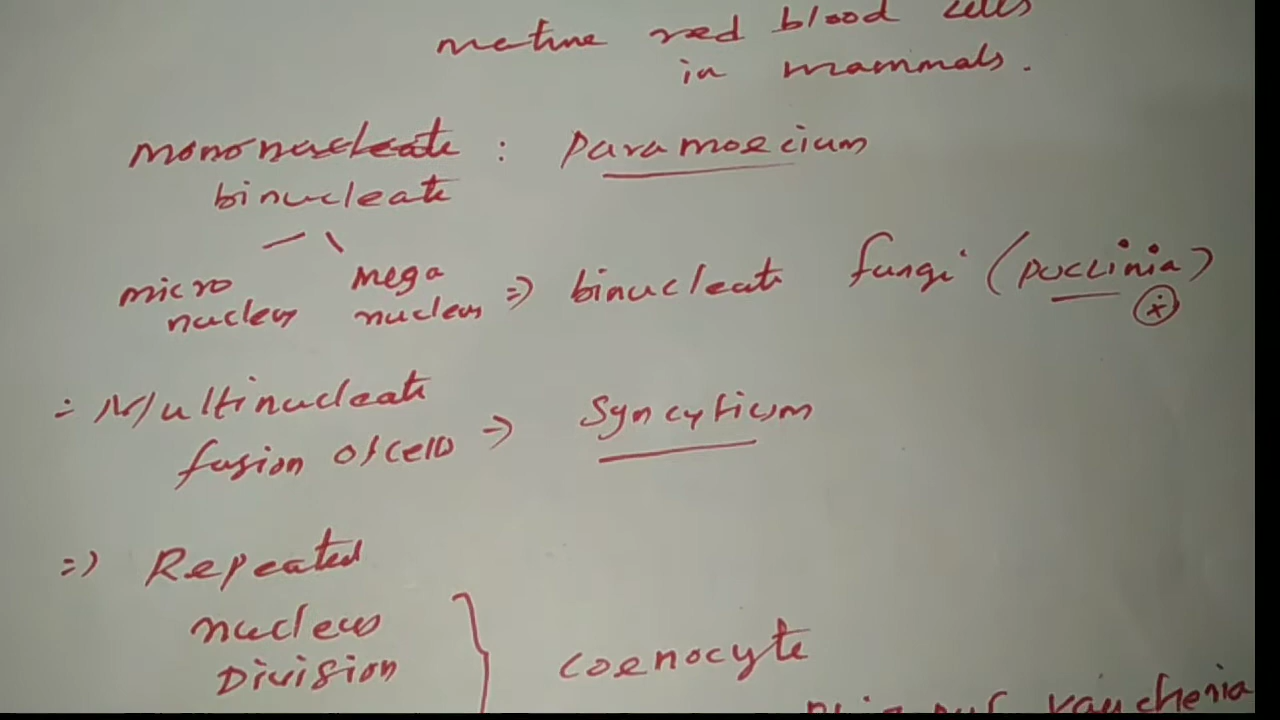 mature red blood cells
in mammals.
mononucleate : paramoecium
binucleate
micro nucleus mega nucleus => binucleate fungi (puccinia)
: Multinucleate
fusion of cells -> Syncytium
=> Repeated
nucleus
Division } coenocyte
vaucheria